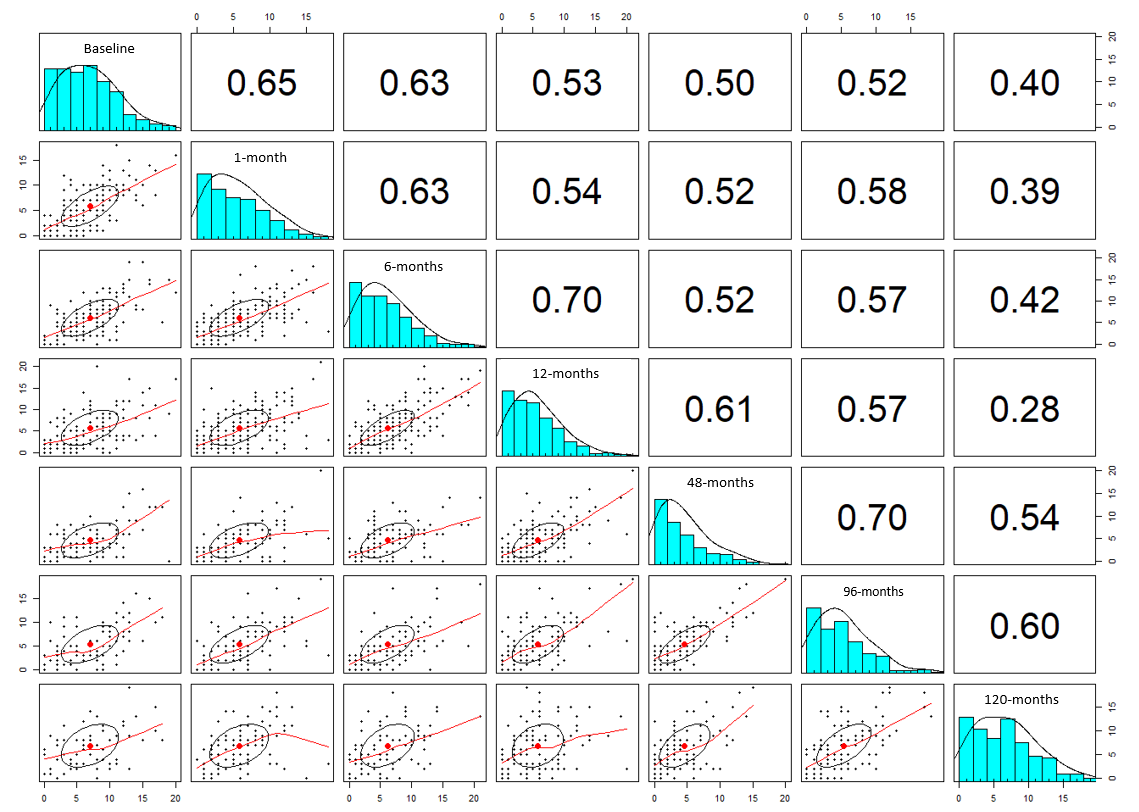 0 5 10 15
0 5 10 15 20
0 5 10 15
Baseline
0.65 0.63 0.53 0.50 0.52 0.40
0 5 10 15 20
0 5 10 15
1-month
0.63 0.54 0.52 0.58 0.39
6-months
0.70 0.52 0.57 0.42
0 5 10 15 20
0 5 10 15 20
12-months
0.61 0.57 0.28
48-months
0.70 0.54
0 5 10 15 20
0 5 10 15
96-months
0.60
120-months
0 5 10 15
0 5 10 15 20
0 5 10 15 20
0 5 10 15 20
0 5 10 15